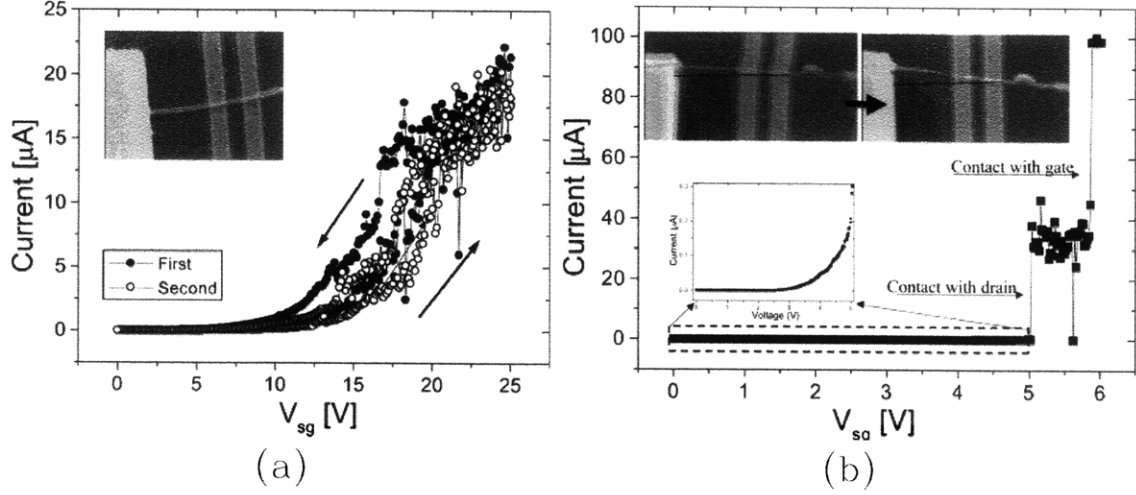 25
20
15
10
5
0
Current [µA]
First
Second
0 5 10 15 20 25
V_sg [V]
(a)
100
80
60
40
20
0
Current [µA]
Contact with gate
Contact with drain
Current [µA]
0.0
Voltage [V]
0 1 2 3 4 5 6
V_sg [V]
(b)